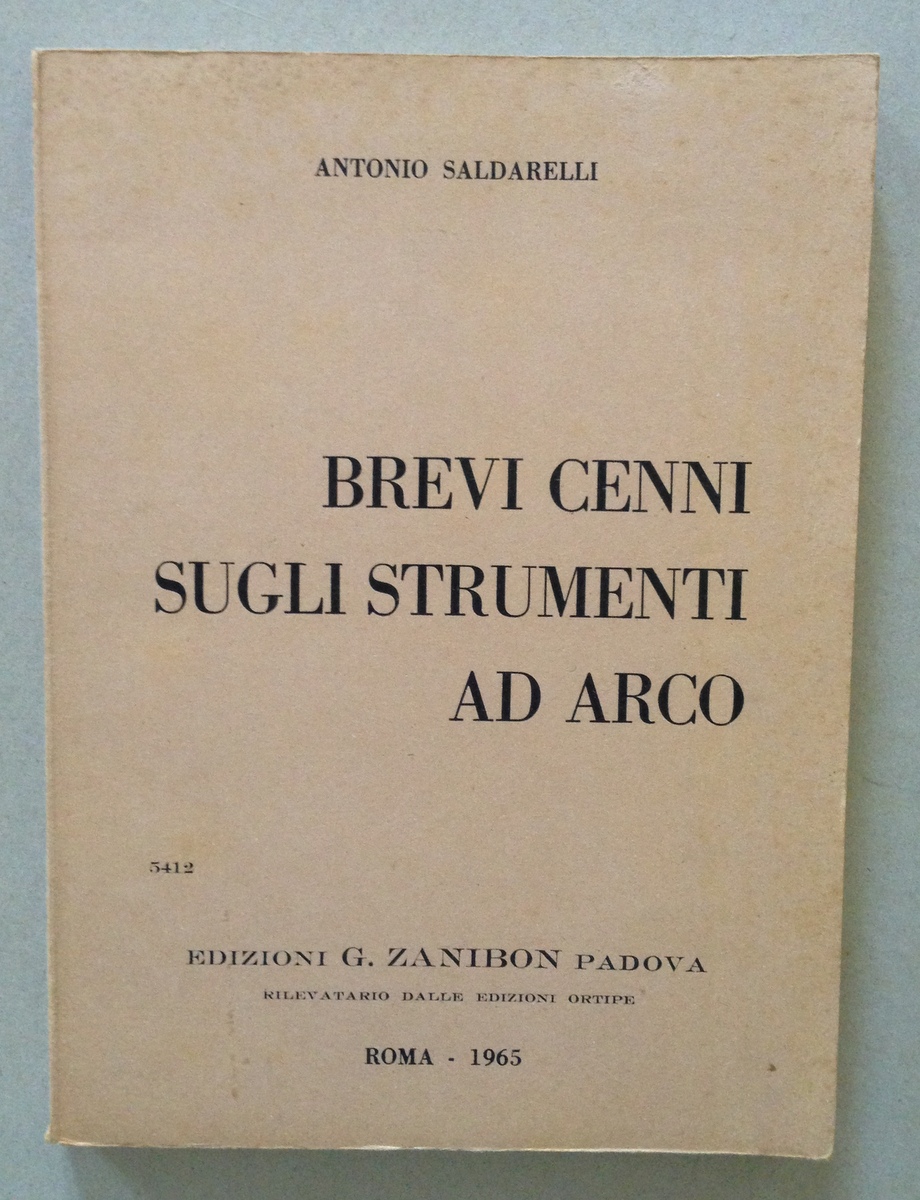 ANTONIO SALDARELLI
BREVI CENNI
SUGLI STRUMENTI
AD ARCO
5412
EDIZIONI G. ZANIBON PADOVA
RILEVATARIO DALLE EDIZIONI ORTIPE
ROMA - 1965